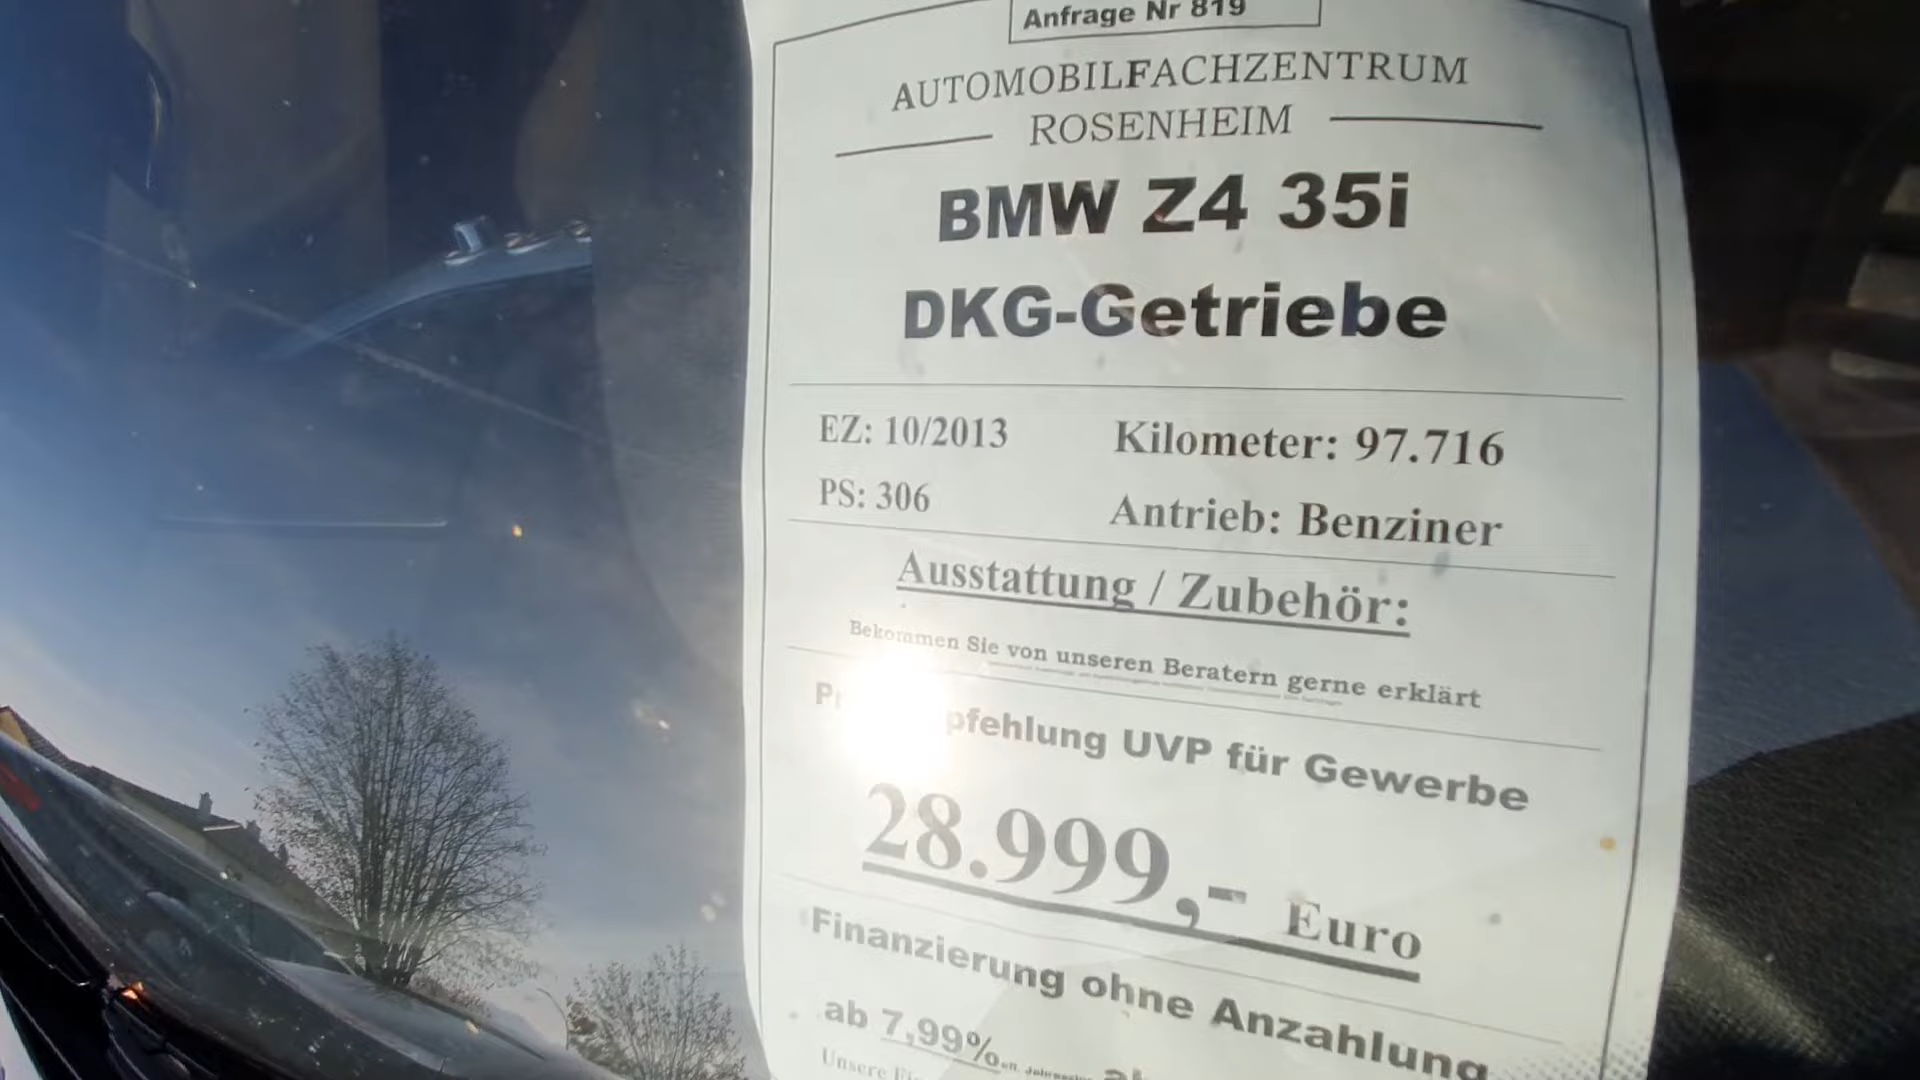 Anfrage Nr 819
AUTOMOBILFACHZENTRUM
ROSENHEIM
BMW Z4 35i
DKG-Getriebe
EZ: 10/2013 Kilometer: 97.716
PS: 306 Antrieb: Benziner
Ausstattung / Zubehör:
Bekommen Sie von unseren Beratern gerne erklärt
UVP für Gewerbe
28.999,- Euro
Finanzierung ohne Anzahlung
ab 7,99%
Unsere